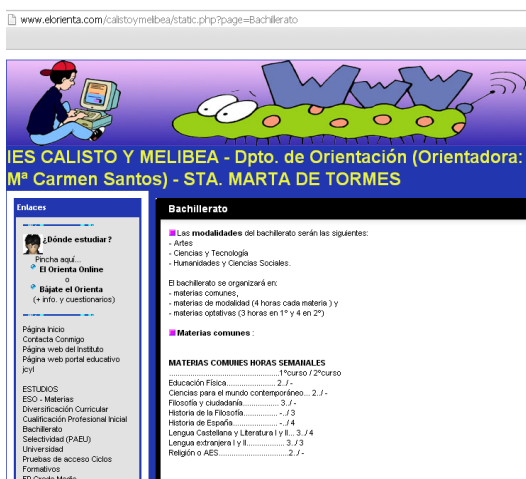 www.elorienta.com/calistoymelibea/static.php?page=Bachillerato
WWW
IES CALISTO Y MELIBEA - Dpto. de Orientación (Orientadora:
Mª Carmen Santos) - STA. MARTA DE TORMES
Enlaces
¿Dónde estudiar?
Pincha aquí...
El Orienta Online
o
Bájate el Orienta
(+ info. y cuestionarios)
Página Inicio
Contacta Conmigo
Página web del Instituto
Página web portal educativo
jcyl
ESTUDIOS
ESO - Materias
Diversificación Curricular
Cualificación Profesional Inicial
Bachillerato
Selectividad (PAEU)
Universidad
Pruebas de acceso Ciclos
Formativos
FP Grado Medio
Bachillerato
Las modalidades del bachillerato serán las siguientes:
- Artes
- Ciencias y Tecnología
- Humanidades y Ciencias Sociales.
El bachillerato se organizará en:
- materias comunes,
- materias de modalidad (4 horas cada materia ) y
- materias optativas (3 horas en 1º y 4 en 2º)
Materias comunes :
MATERIAS COMUNES HORAS SEMANALES
.......................................1ºcurso / 2ºcurso
Educación Física.................... 2../ -
Ciencias para el mundo contemporáneo... 2../ -
Filosofía y ciudadanía.................. 3../ -
Historia de la Filosofía................. -../ 3
Historia de España...................... -../ 4
Lengua Castellana y Literatura I y II.... 3../ 4
Lengua extranjera I y II.................. 3../3
Religión o AES...................................2../ -